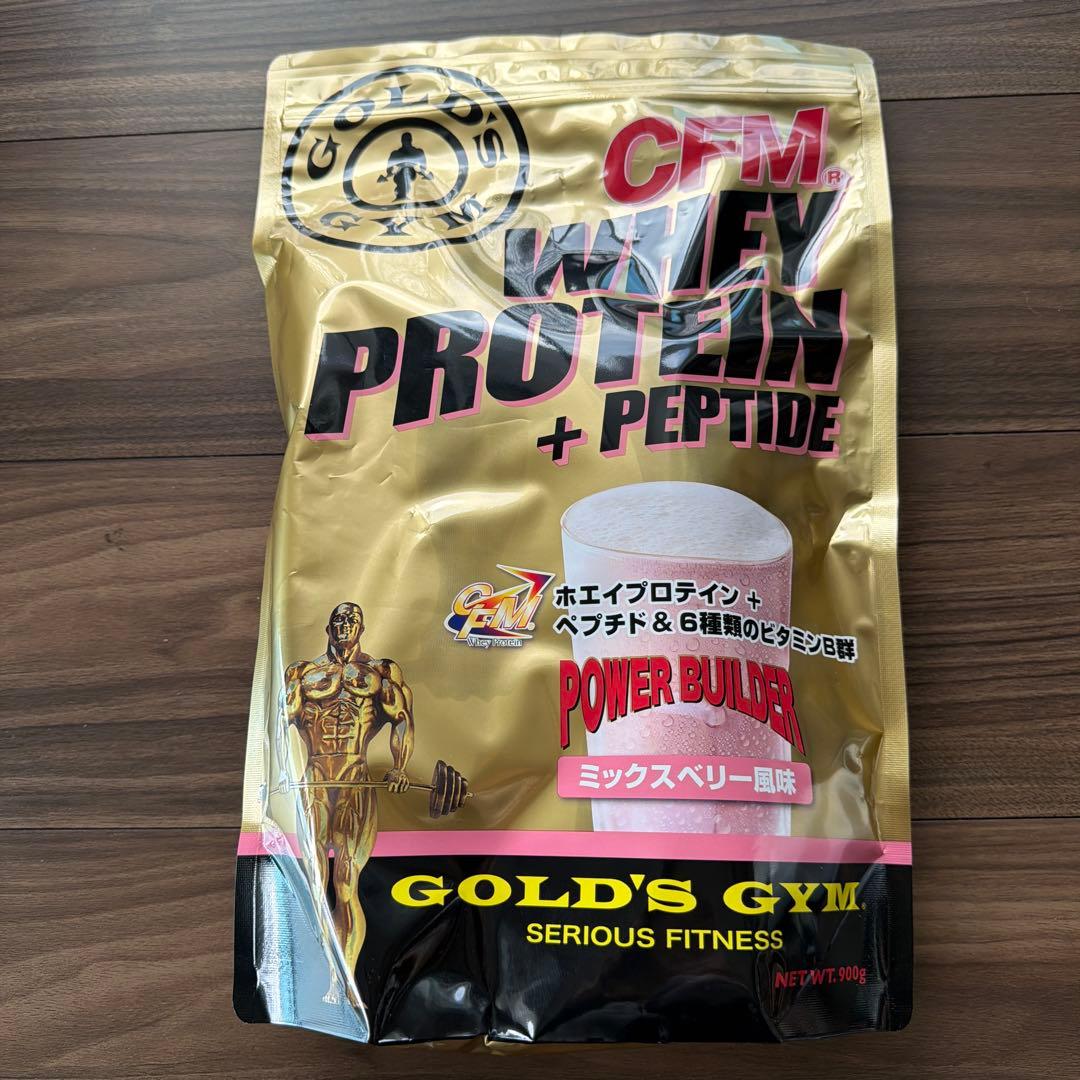 GOLD'S GYM
CFM®
WHEY
PROTEIN
+ PEPTIDE
CFM®
Whey Protein
ホエイプロテイン +
ペプチド & 6種類のビタミンB群
POWER BUILDER
ミックスベリー風味
GOLD'S GYM®
SERIOUS FITNESS
NET WT. 900g